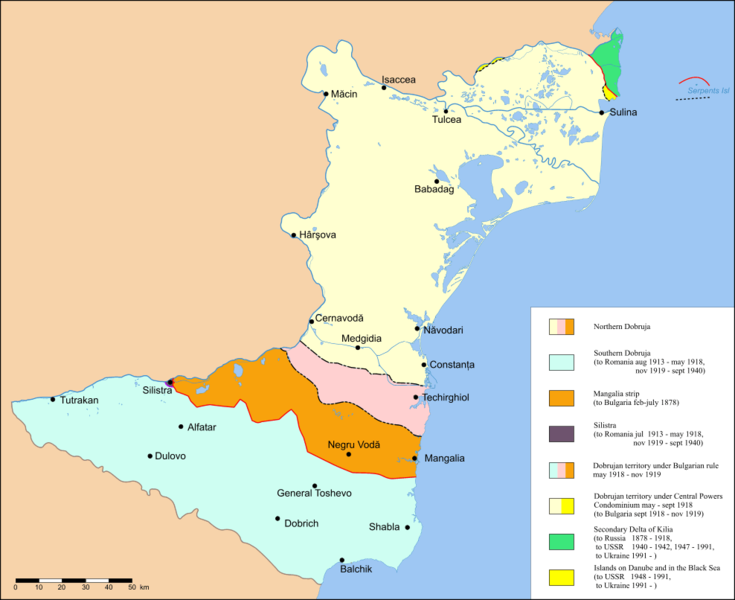 Isaccea
Măcin
Tulcea
Sulina
Serpents Isl
Babadag
Hârşova
Cernavodă
Medgidia
Năvodari
Constanţa
Silistra
Tutrakan
Techirghiol
Alfatar
Dulovo
Negru Vodă
Mangalia
General Toshevo
Dobrich
Shabla
Balchik
0 10 20 30 40 50 km
Northern Dobruja
Southern Dobruja
(to Romania aug 1913 - may 1918,
nov 1919 - sept 1940)
Mangalia strip
(to Bulgaria feb-july 1878)
Silistra
(to Romania jul 1913 - may 1918,
nov 1919 - sept 1940)
Dobrujan territory under Bulgarian rule
may 1918 - nov 1919
Dobrujan territory under Central Powers
Condominium may - sept 1918
(to Bulgaria sept 1918 - nov 1919)
Secondary Delta of Kilia
(to Russia 1878 - 1918,
to USSR 1940 - 1942, 1947 - 1991,
to Ukraine 1991 - )
Islands on Danube and in the Black Sea
(to USSR 1948 - 1991,
to Ukraine 1991 - )